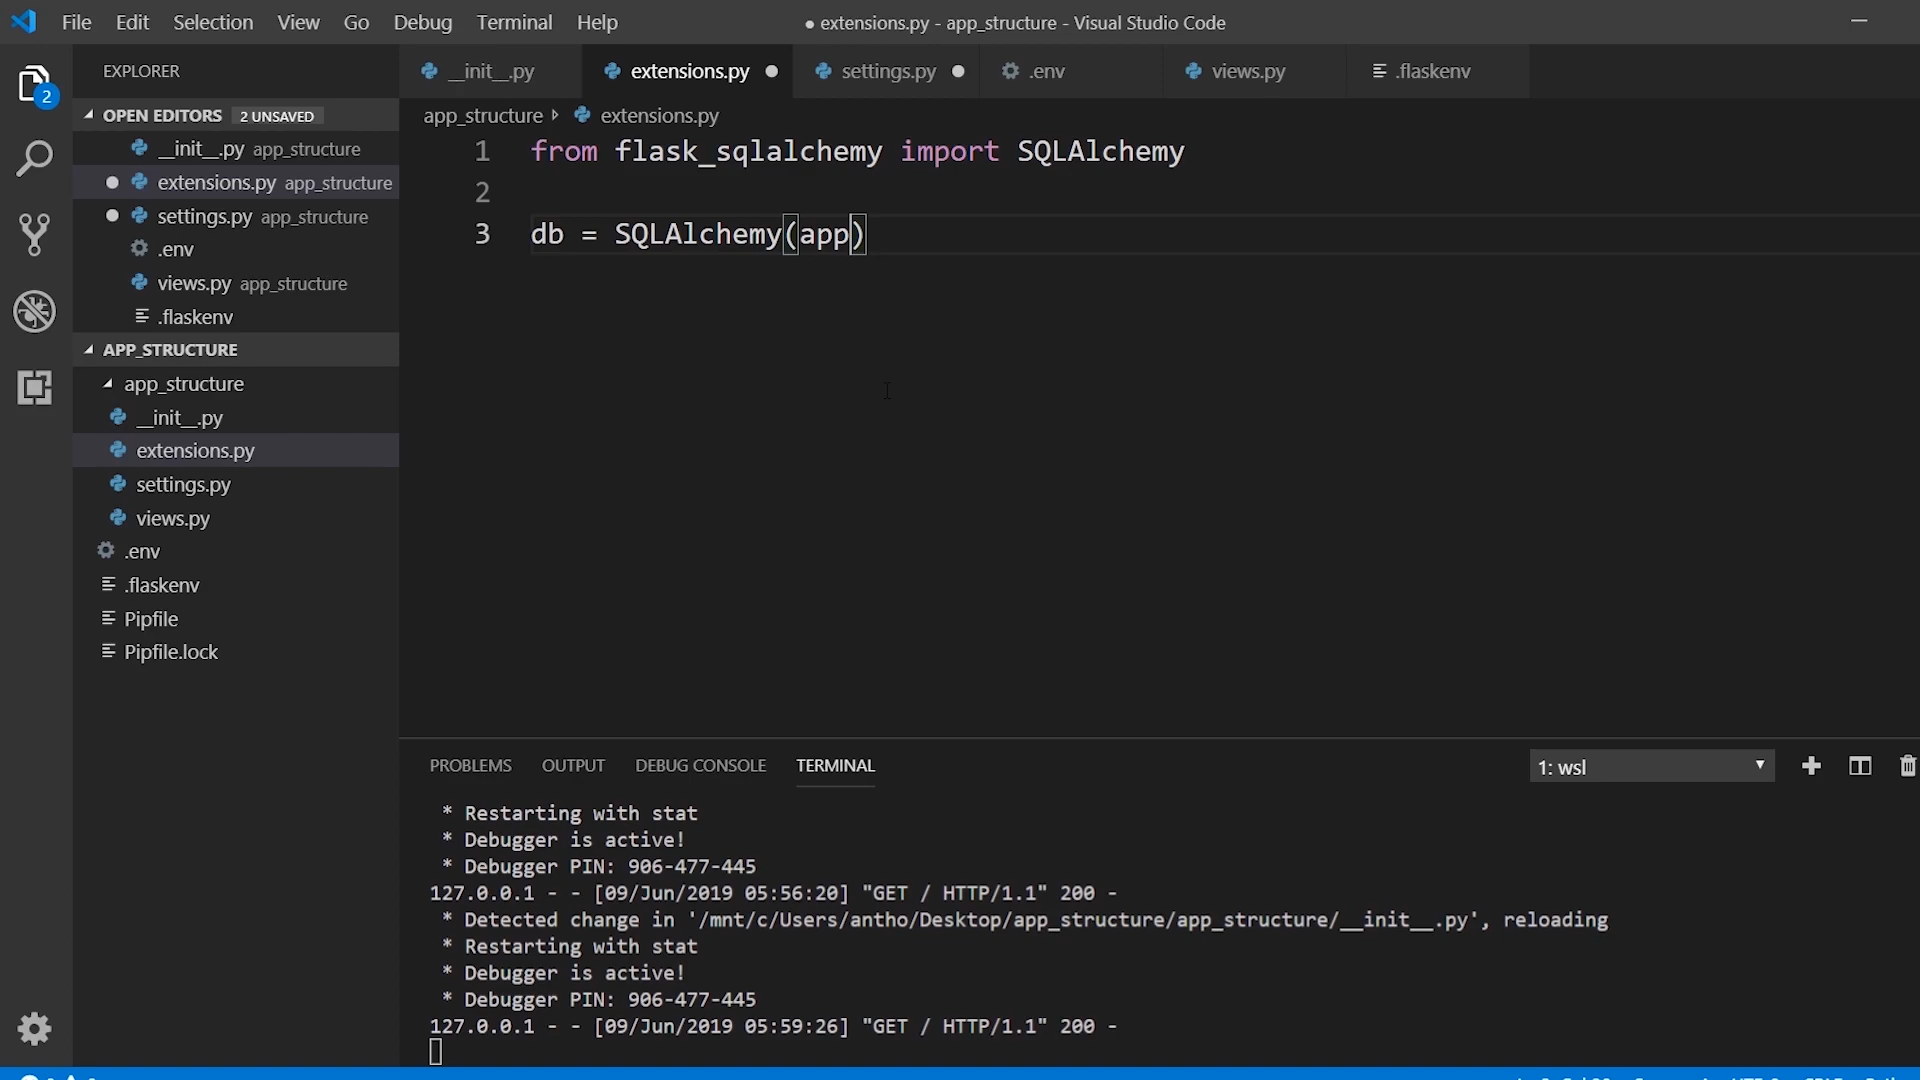 File Edit Selection View Go Debug Terminal Help
● extensions.py - app_structure - Visual Studio Code
EXPLORER
2
OPEN EDITORS 2 UNSAVED
__init__.py app_structure
extensions.py app_structure
settings.py app_structure
.env
views.py app_structure
.flaskenv
APP_STRUCTURE
app_structure
__init__.py
extensions.py
settings.py
views.py
.env
.flaskenv
Pipfile
Pipfile.lock
__init__.py extensions.py settings.py .env views.py .flaskenv
app_structure extensions.py
1 from flask_sqlalchemy import SQLAlchemy
2
3 db = SQLAlchemy(app)
PROBLEMS OUTPUT DEBUG CONSOLE TERMINAL
1: wsl
* Restarting with stat
* Debugger is active!
* Debugger PIN: 906-477-445
127.0.0.1 - - [09/Jun/2019 05:56:20] "GET / HTTP/1.1" 200 -
* Detected change in '/mnt/c/Users/antho/Desktop/app_structure/app_structure/__init__.py', reloading
* Restarting with stat
* Debugger is active!
* Debugger PIN: 906-477-445
127.0.0.1 - - [09/Jun/2019 05:59:26] "GET / HTTP/1.1" 200 -